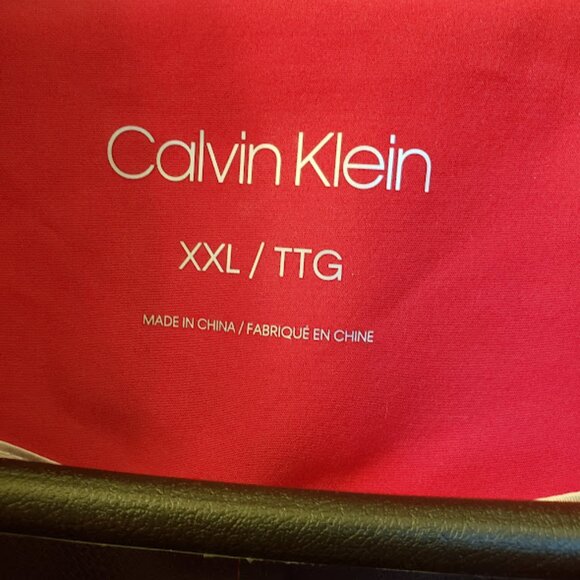 Calvin Klein
XXL / TTG
MADE IN CHINA / FABRIQUÉ EN CHINE